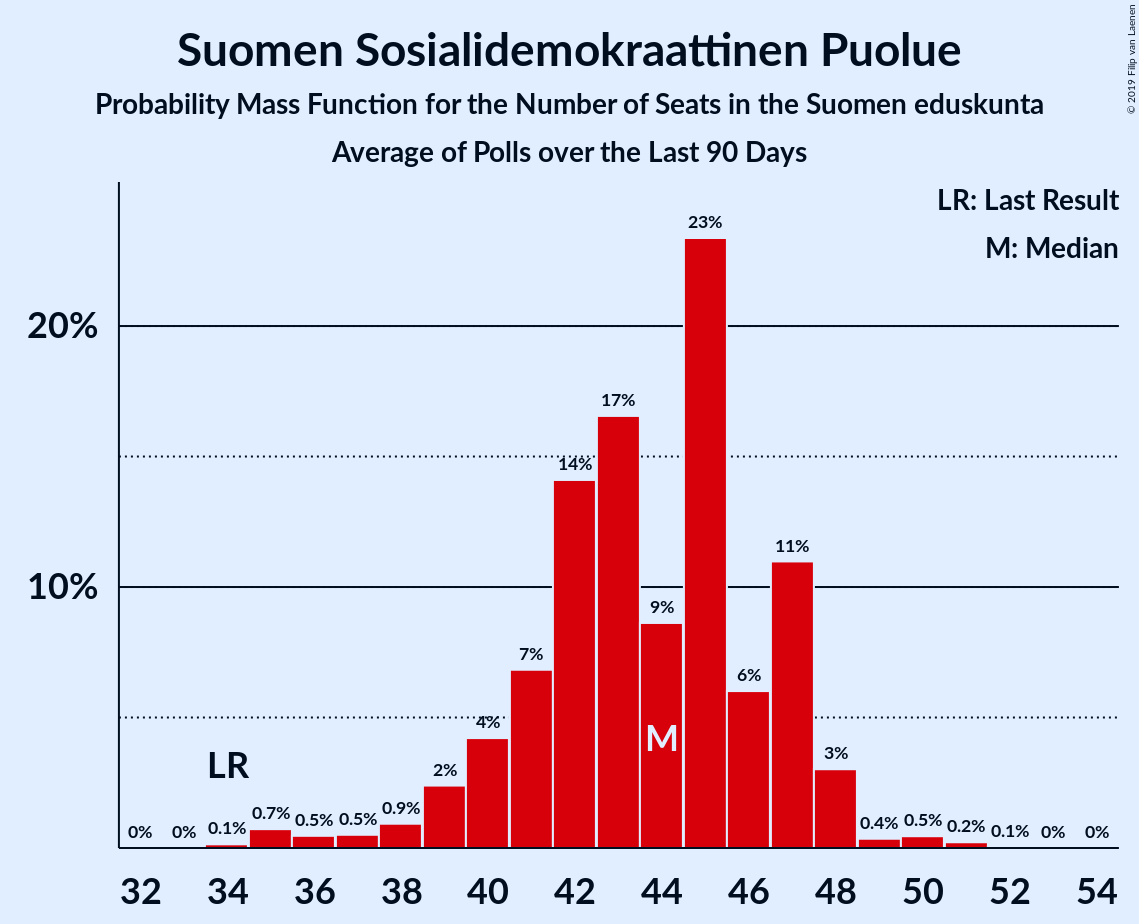 Suomen Sosialidemokraattinen Puolue
Probability Mass Function for the Number of Seats in the Suomen eduskunta
Average of Polls over the Last 90 Days
© 2019 Filip van Laenen
LR: Last Result
M: Median
20%
10%
0% 0% 0.1% 0.7% 0.5% 0.5% 0.9% 2% 4% 7% 14% 17% 9% 23% 6% 11% 3% 0.4% 0.5% 0.2% 0.1% 0% 0%
LR
M
32 34 36 38 40 42 44 46 48 50 52 54